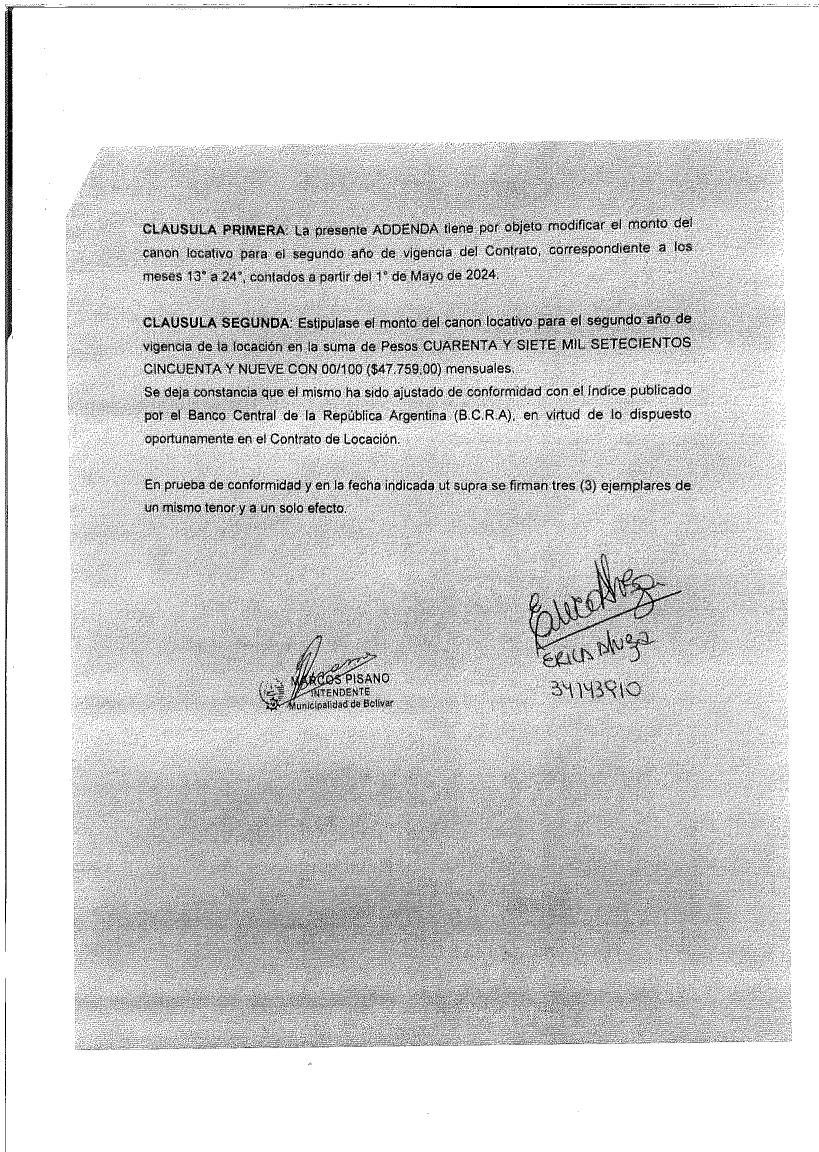 CLAUSULA PRIMERA: La presente ADDENDA tiene por objeto modificar el monto del
canon locativo para el segundo año de vigencia del Contrato, correspondiente a los
meses 13° a 24°, contados a partir del 1° de Mayo de 2024.
CLAUSULA SEGUNDA: Estipulase el monto del canon locativo para el segundo año de
vigencia de la locación en la suma de Pesos CUARENTA Y SIETE MIL SETECIENTOS
CINCUENTA Y NUEVE CON 00/100 ($47.759,00) mensuales.
Se deja constancia que el mismo ha sido ajustado de conformidad con el índice publicado
por el Banco Central de la República Argentina (B.C.R.A), en virtud de lo dispuesto
oportunamente en el Contrato de Locación.
En prueba de conformidad y en la fecha indicada ut supra se firman tres (3) ejemplares de
un mismo tenor y a un solo efecto.
MARCOS PISANO
INTENDENTE
Municipalidad de Bolívar
ERICA
34143910